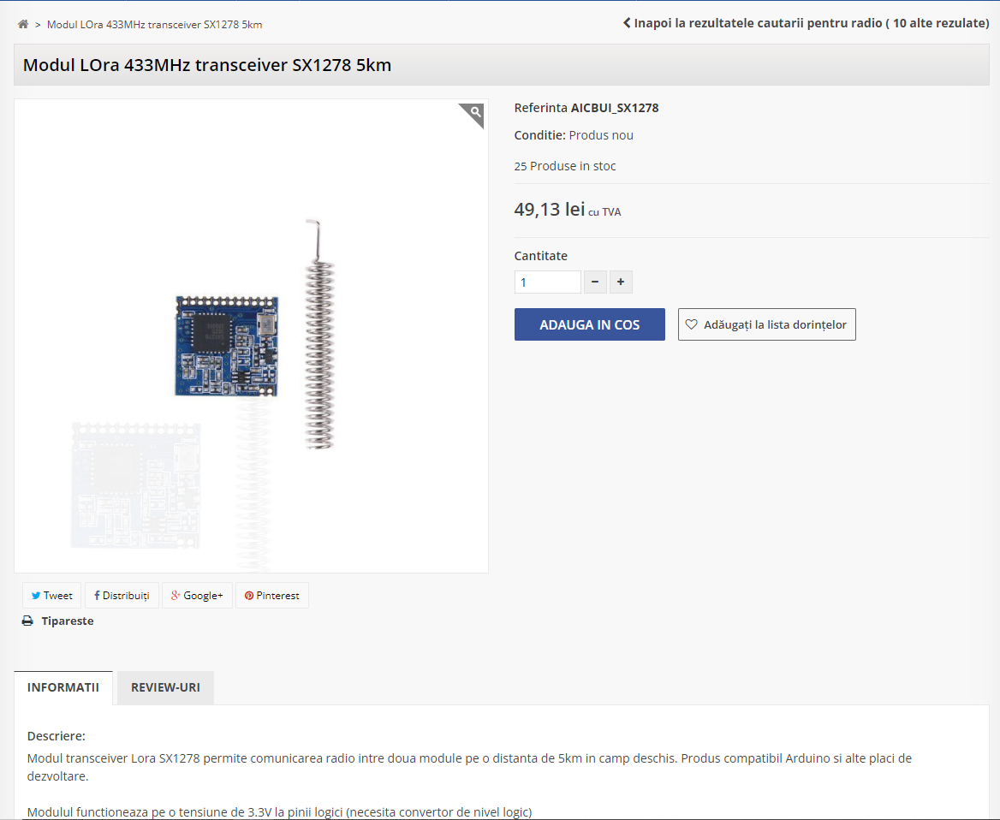 > Modul LOra 433MHz transceiver SX1278 5km
Inapoi la rezultatele cautarii pentru radio ( 10 alte rezulate)
Modul LOra 433MHz transceiver SX1278 5km
Referinta AICBUI_SX1278
Conditie: Produs nou
25 Produse in stoc
49,13 lei cu TVA
Cantitate
1
ADAUGA IN COS
Adăugați la lista dorințelor
Tweet
Distribuiți
Google+
Pinterest
Tipareste
INFORMATII
REVIEW-URI
Descriere:
Modul transceiver Lora SX1278 permite comunicarea radio intre doua module pe o distanta de 5km in camp deschis. Produs compatibil Arduino si alte placi de
dezvoltare.
Modulul functioneaza pe o tensiune de 3.3V la pinii logici (necesita convertor de nivel logic)